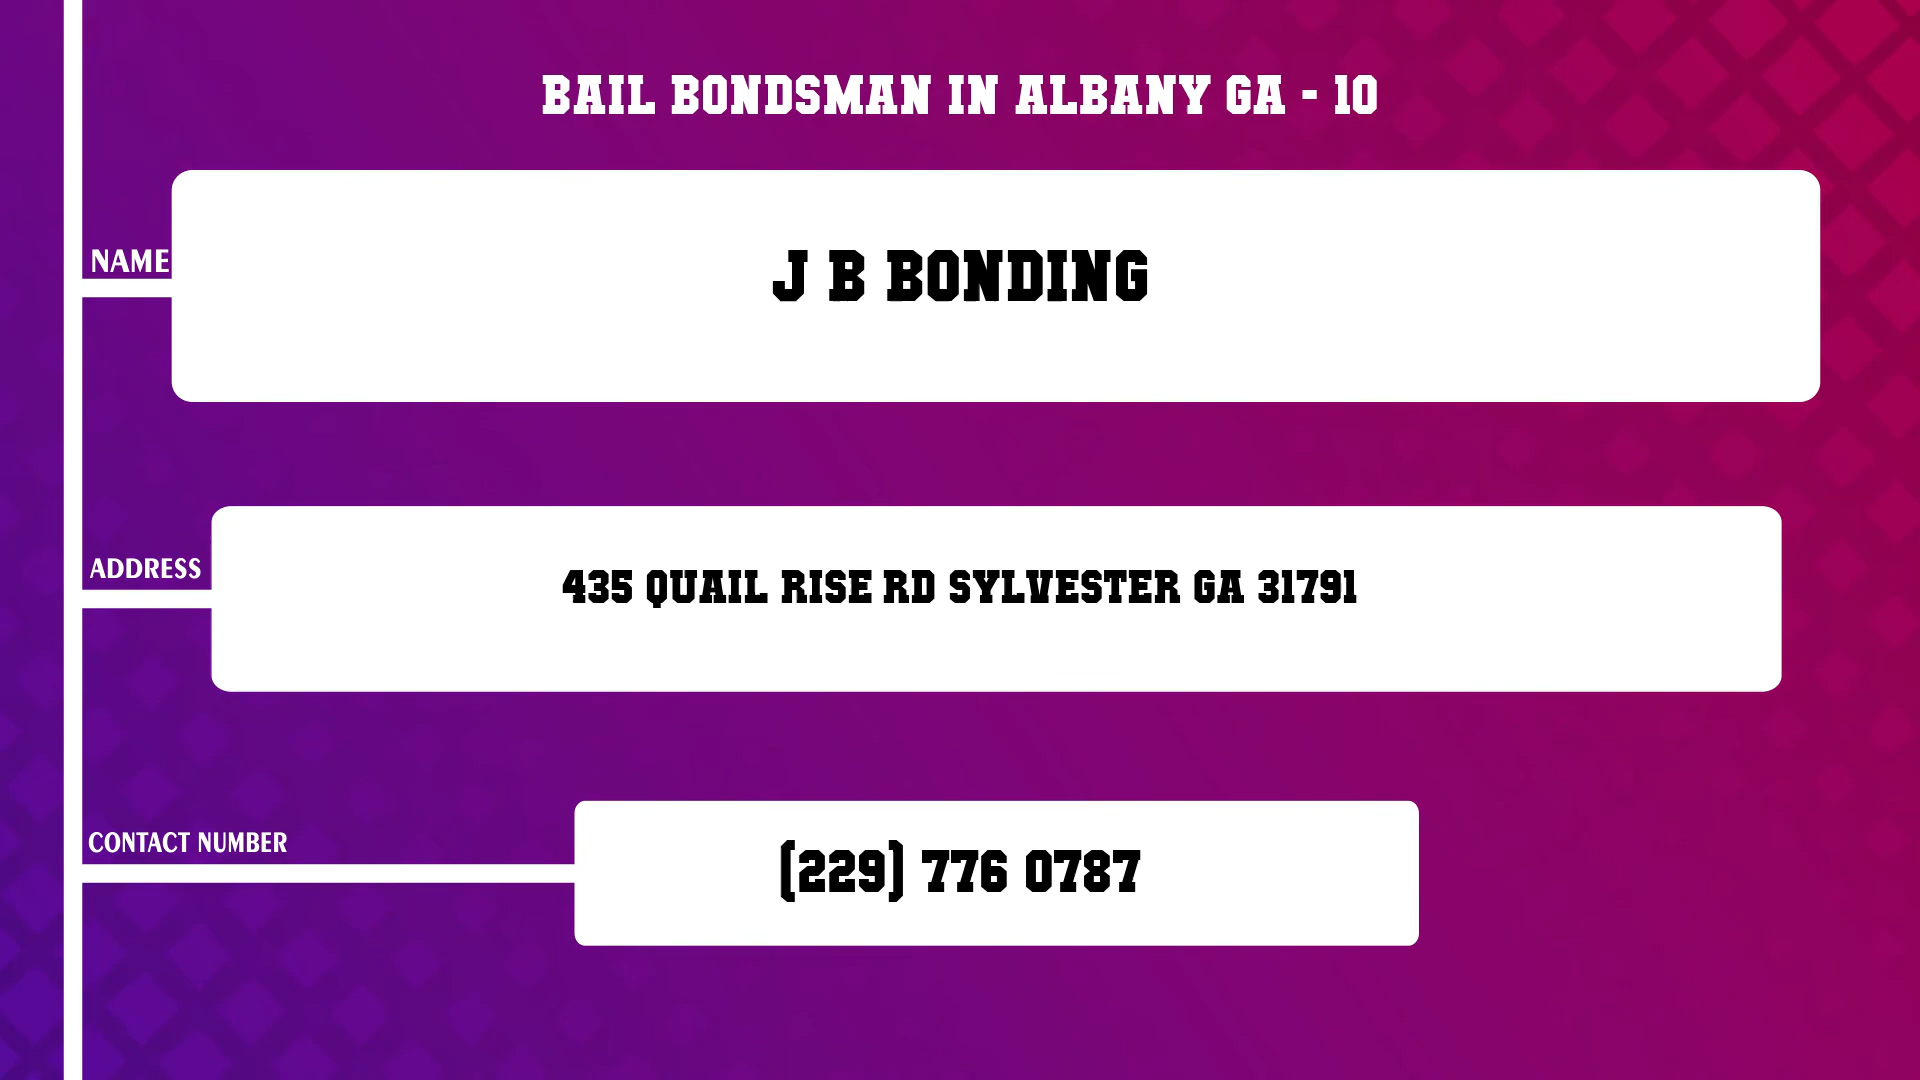 BAIL BONDSMAN IN ALBANY GA - 10
NAME
J B BONDING
ADDRESS
435 QUAIL RISE RD SYLVESTER GA 31791
CONTACT NUMBER
(229) 776 0787